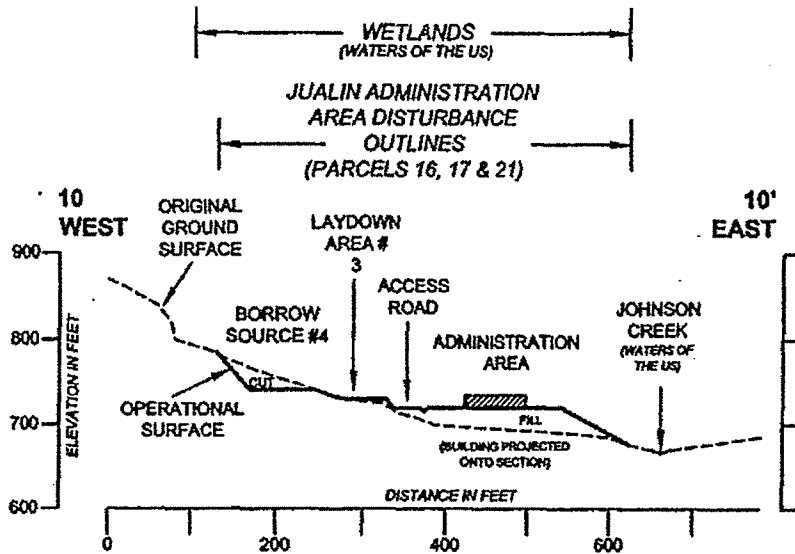 WETLANDS
(WATERS OF THE US)
JUALIN ADMINISTRATION
AREA DISTURBANCE
OUTLINES
(PARCELS 16, 17 & 21)
10
WEST
10'
EAST
ORIGINAL
GROUND
SURFACE
LAYDOWN
AREA #
3
ACCESS
ROAD
BORROW
SOURCE #4
ADMINISTRATION
AREA
JOHNSON
CREEK
(WATERS OF
THE US)
CUT
OPERATIONAL
SURFACE
FILL
(BUILDING PROJECTED
ONTO SECTION)
ELEVATION IN FEET
900
800
700
600
DISTANCE IN FEET
0
200
400
600